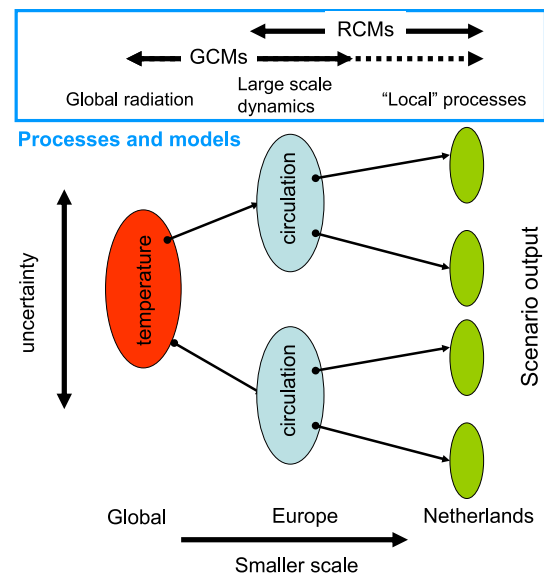 RCMs
GCMs
Global radiation
Large scale
dynamics
“Local” processes
Processes and models
uncertainty
temperature
circulation
circulation
Scenario output
Global
Europe
Netherlands
Smaller scale